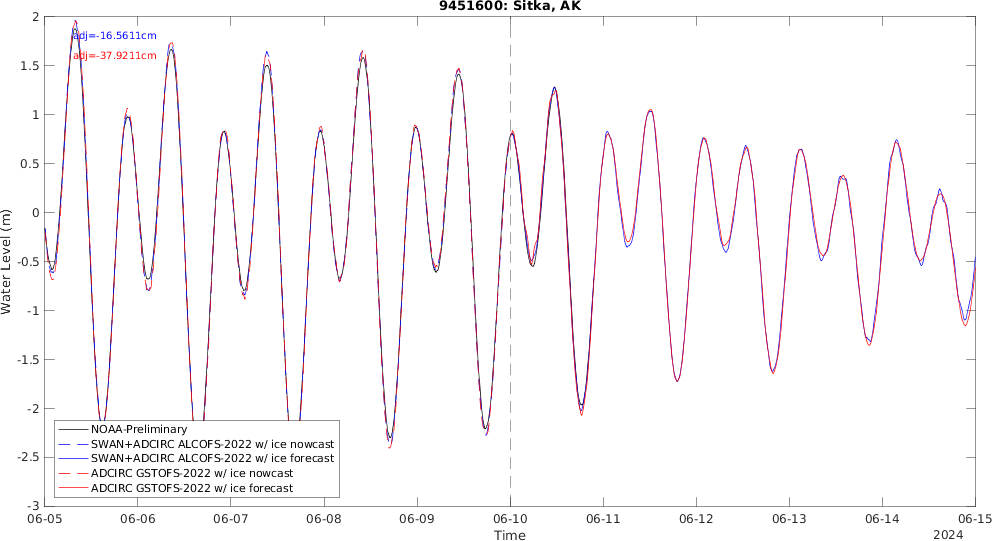 9451600: Sitka, AK
adj=-16.5611cm
adj=-37.9211cm
Water Level (m)
2
1.5
1
0.5
0
-0.5
-1
-1.5
-2
-2.5
-3
NOAA-Preliminary
SWAN+ADCIRC ALCOFS-2022 w/ ice nowcast
SWAN+ADCIRC ALCOFS-2022 w/ ice forecast
ADCIRC GSTOFS-2022 w/ ice nowcast
ADCIRC GSTOFS-2022 w/ ice forecast
06-05 06-06 06-07 06-08 06-09 06-10 06-11 06-12 06-13 06-14 06-15
Time
2024